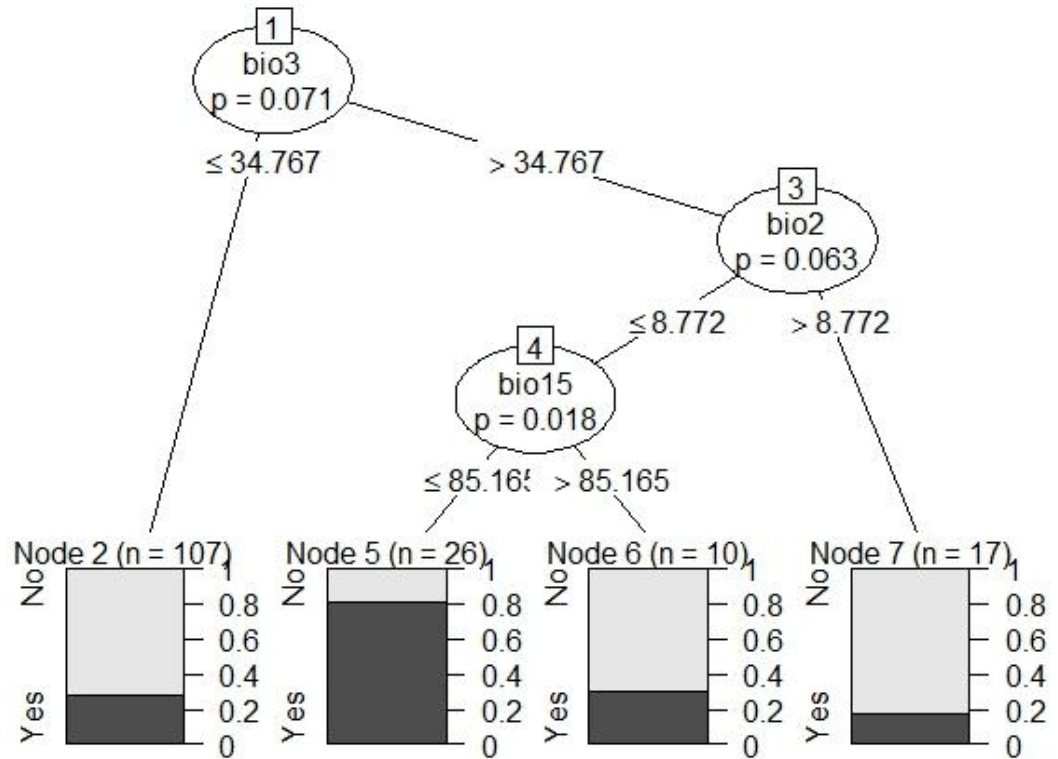 1
bio3
p = 0.071
≤ 34.767
> 34.767
3
bio2
p = 0.063
≤ 8.772
> 8.772
4
bio15
p = 0.018
≤ 85.165
> 85.165
Node 2 (n = 107)
No
Yes
1
0.8
0.6
0.4
0.2
0
Node 5 (n = 26)
No
Yes
1
0.8
0.6
0.4
0.2
0
Node 6 (n = 10)
No
Yes
1
0.8
0.6
0.4
0.2
0
Node 7 (n = 17)
No
Yes
1
0.8
0.6
0.4
0.2
0